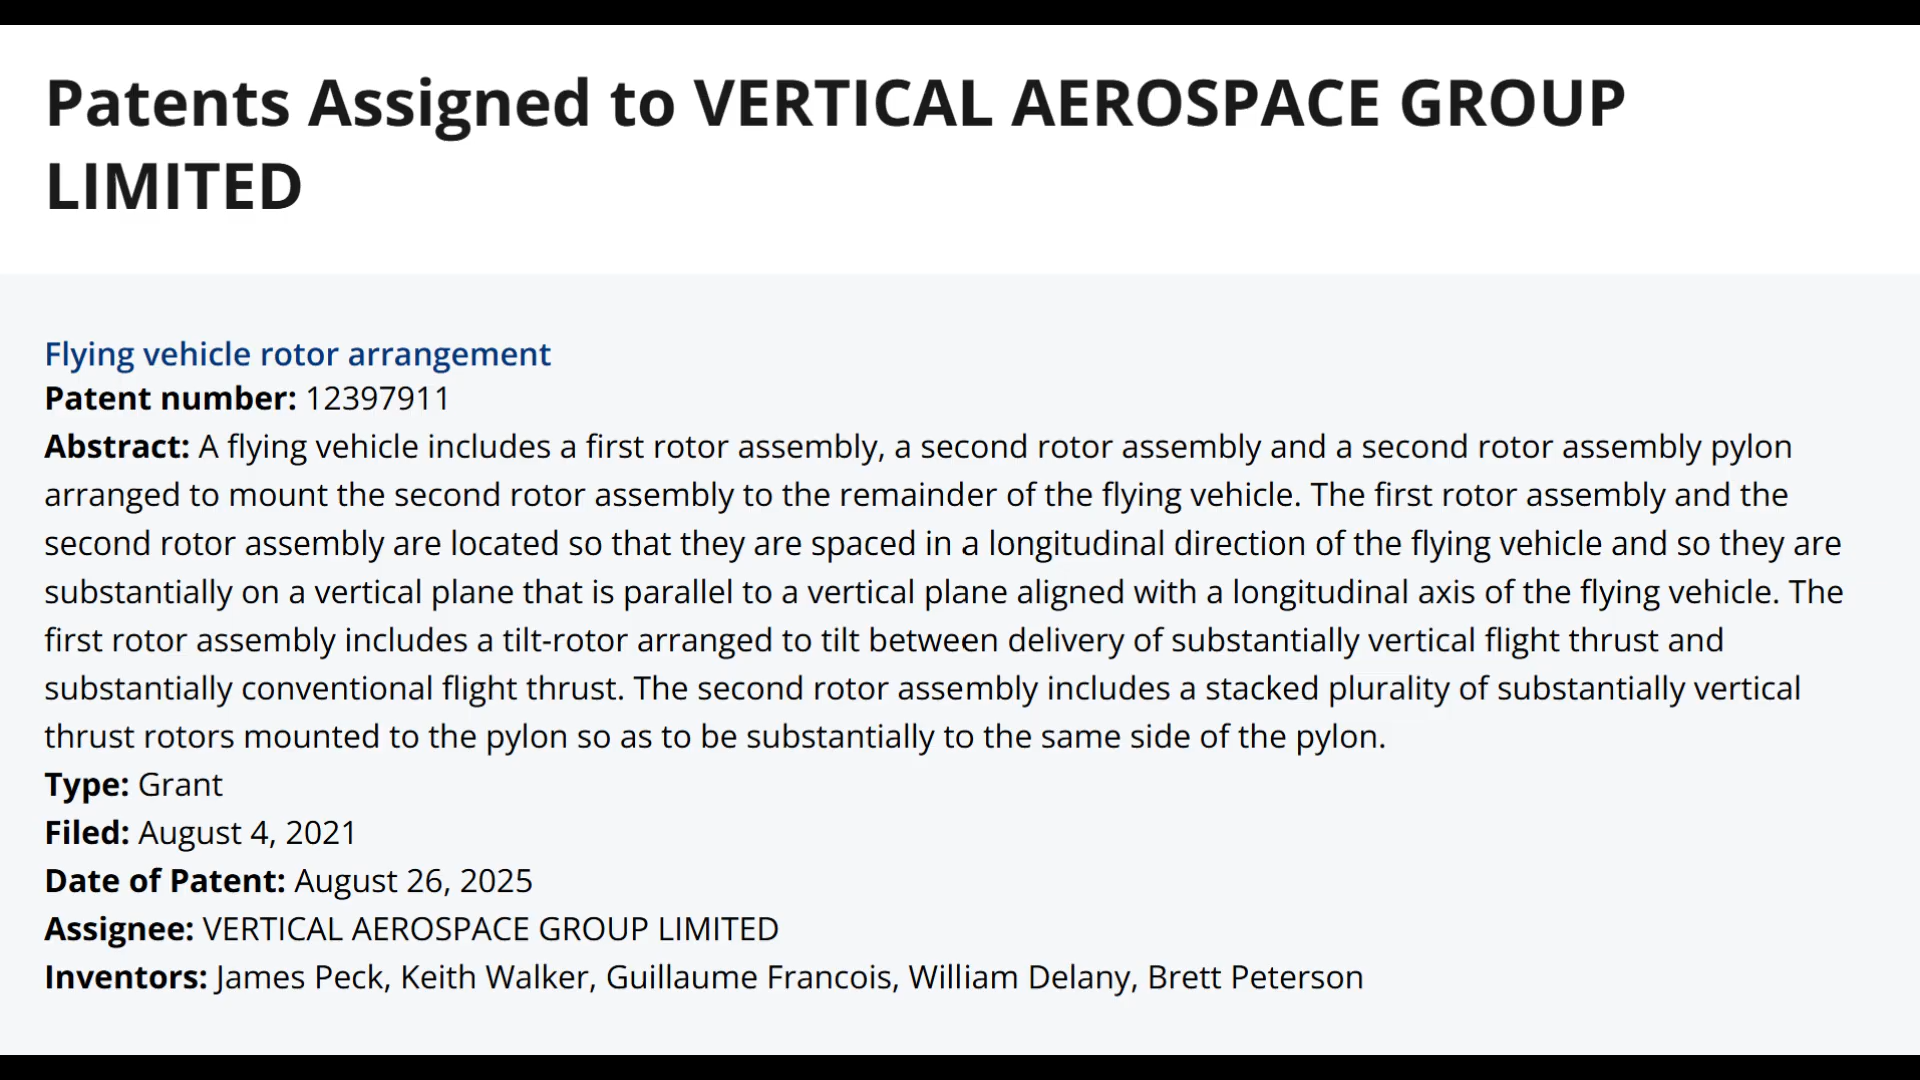 Patents Assigned to VERTICAL AEROSPACE GROUP
LIMITED
Flying vehicle rotor arrangement
Patent number: 12397911
Abstract: A flying vehicle includes a first rotor assembly, a second rotor assembly and a second rotor assembly pylon
arranged to mount the second rotor assembly to the remainder of the flying vehicle. The first rotor assembly and the
second rotor assembly are located so that they are spaced in a longitudinal direction of the flying vehicle and so they are
substantially on a vertical plane that is parallel to a vertical plane aligned with a longitudinal axis of the flying vehicle. The
first rotor assembly includes a tilt-rotor arranged to tilt between delivery of substantially vertical flight thrust and
substantially conventional flight thrust. The second rotor assembly includes a stacked plurality of substantially vertical
thrust rotors mounted to the pylon so as to be substantially to the same side of the pylon.
Type: Grant
Filed: August 4, 2021
Date of Patent: August 26, 2025
Assignee: VERTICAL AEROSPACE GROUP LIMITED
Inventors: James Peck, Keith Walker, Guillaume Francois, William Delany, Brett Peterson